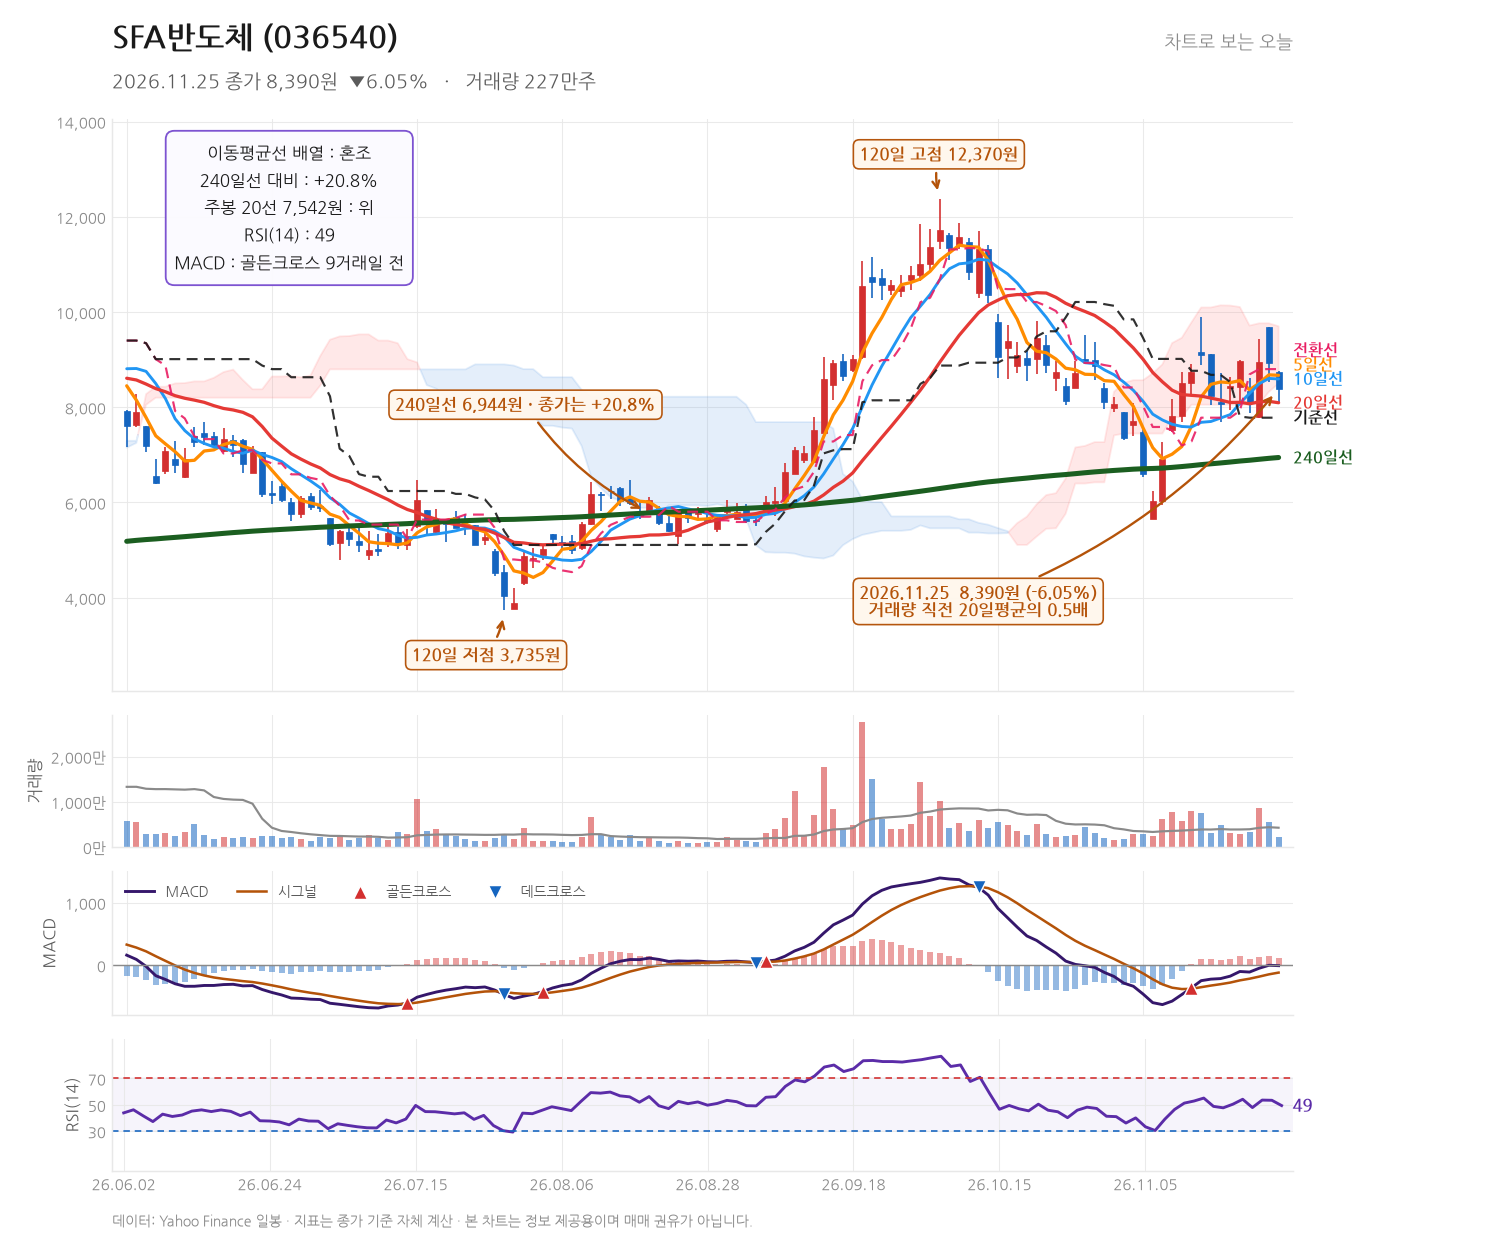 SFA반도체 (036540)
차트로 보는 오늘
2026.11.25 종가 8,390원 ▼6.05% · 거래량 227만주
14,000
12,000
10,000
8,000
6,000
4,000
이동평균선 배열 : 혼조
240일선 대비 : +20.8%
주봉 20선 7,542원 : 위
RSI(14) : 49
MACD : 골든크로스 9거래일 전
120일 고점 12,370원
240일선 6,944원 · 종가는 +20.8%
120일 저점 3,735원
2026.11.25 8,390원 (-6.05%)
거래량 직전 20일평균의 0.5배
전환선
5일선
10일선
20일선
기준선
240일선
거래량
2,000만
1,000만
0만
MACD
1,000
0
MACD
시그널
골든크로스
데드크로스
RSI(14)
70
50
30
49
26.06.02
26.06.24
26.07.15
26.08.06
26.08.28
26.09.18
26.10.15
26.11.05
데이터: Yahoo Finance 일봉 · 지표는 종가 기준 자체 계산 · 본 차트는 정보 제공용이며 매매 권유가 아닙니다.